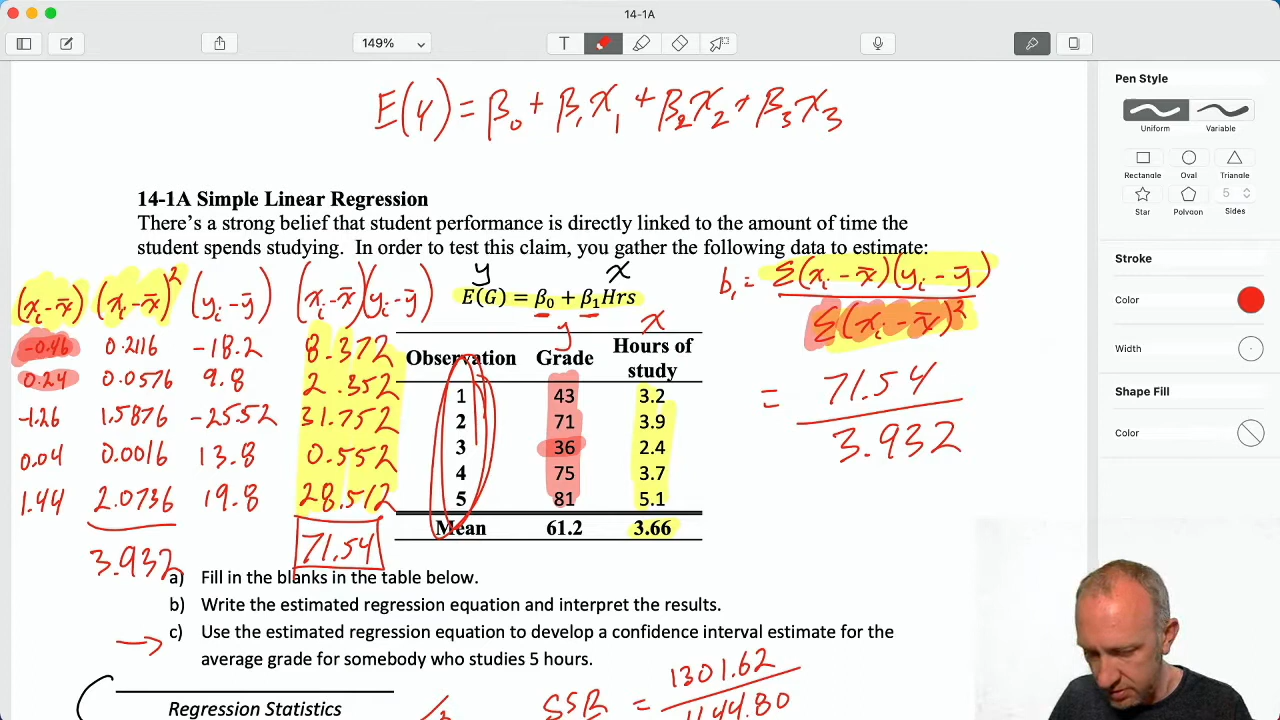 14-1A
149%
T
E(Y) = β₀ + β₁x₁ + β₂x₂ + β₃x₃
Pen Style
Uniform Variable
Rectangle Oval Triangle
5
Star Polygon Sides
Stroke
Color
Width
Shape Fill
Color
14-1A Simple Linear Regression
There's a strong belief that student performance is directly linked to the amount of time the
student spends studying. In order to test this claim, you gather the following data to estimate:
y x
E(G) = β₀ + β₁Hrs
b₁ = Σ(xᵢ - x̄)(yᵢ - ȳ)
Σ(xᵢ - x̄)²
= 71.54
3.932
(xᵢ - x̄) (xᵢ - x̄)² (yᵢ - ȳ) (xᵢ - x̄)(yᵢ - ȳ)
-0.46 0.2116 -18.2 8.372
0.24 0.0576 9.8 2.352
-1.26 1.5876 -25.52 31.752
0.04 0.0016 13.8 0.552
1.44 2.0736 19.8 28.512
3.932 71.54
y x
Observation Grade Hours of study
1 43 3.2
2 71 3.9
3 36 2.4
4 75 3.7
5 81 5.1
Mean 61.2 3.66
a) Fill in the blanks in the table below.
b) Write the estimated regression equation and interpret the results.
→ c) Use the estimated regression equation to develop a confidence interval estimate for the
average grade for somebody who studies 5 hours.
Regression Statistics
SSR = 1301.62
1144.80